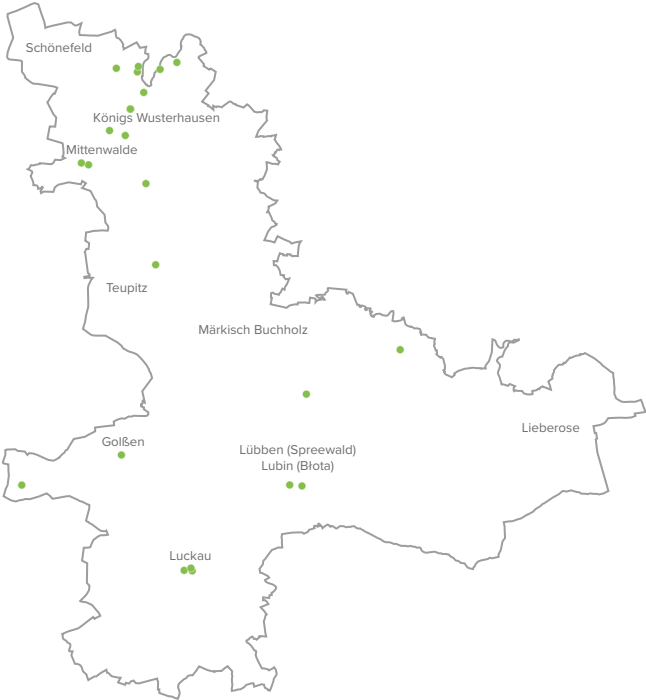 Schönefeld
Königs Wusterhausen
Mittenwalde
Teupitz
Märkisch Buchholz
Lieberose
Golßen
Lübben (Spreewald)
Lubin (Błota)
Luckau